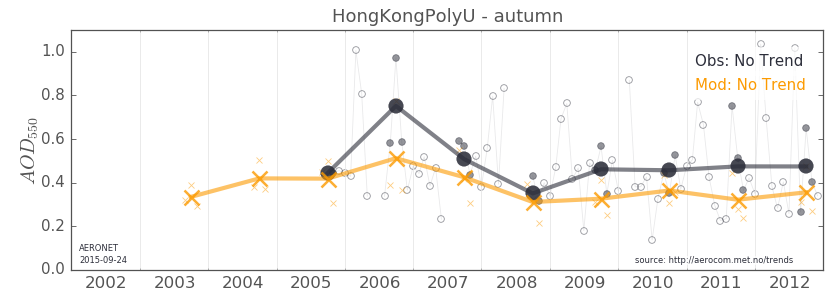 HongKongPolyU - autumn
1.0
0.8
0.6
0.4
0.2
0.0
AOD550
Obs: No Trend
Mod: No Trend
AERONET
2015-09-24
source: http://aerocom.met.no/trends
2002 2003 2004 2005 2006 2007 2008 2009 2010 2011 2012